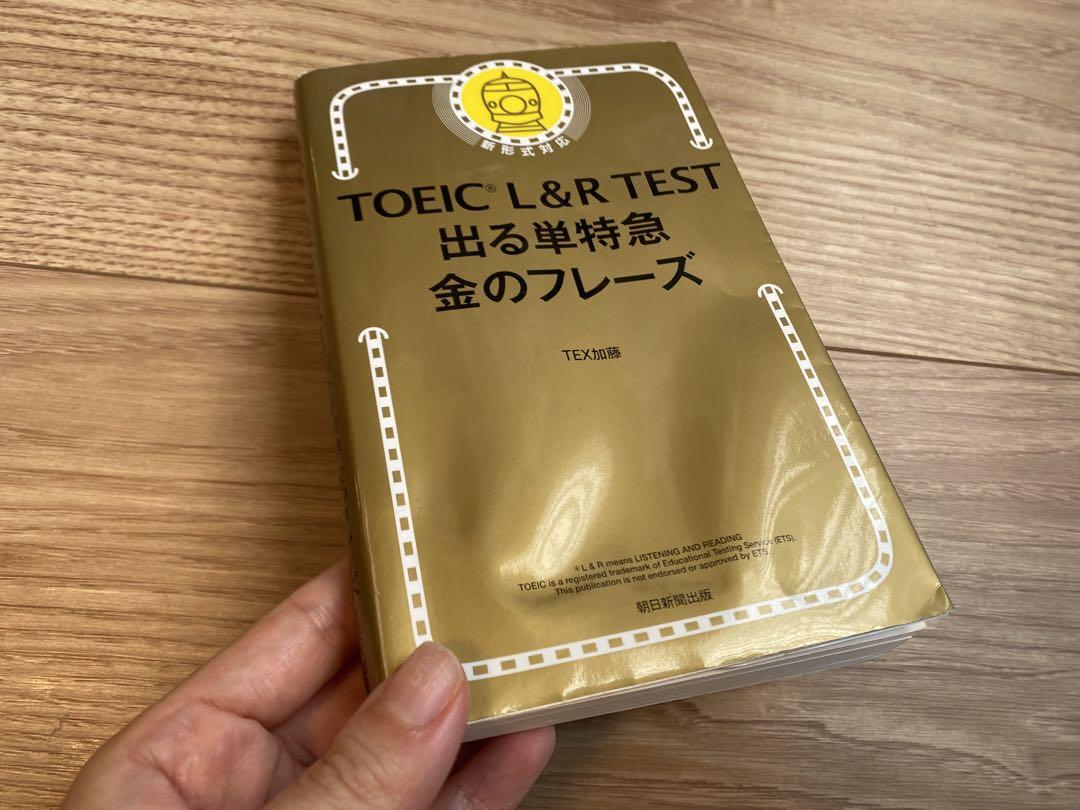 新形式対応
TOEIC® L&R TEST
出る単特急
金のフレーズ
TEX加藤
*L & R means LISTENING AND READING
TOEIC is a registered trademark of Educational Testing Service (ETS).
This publication is not endorsed or approved by ETS.
朝日新聞出版